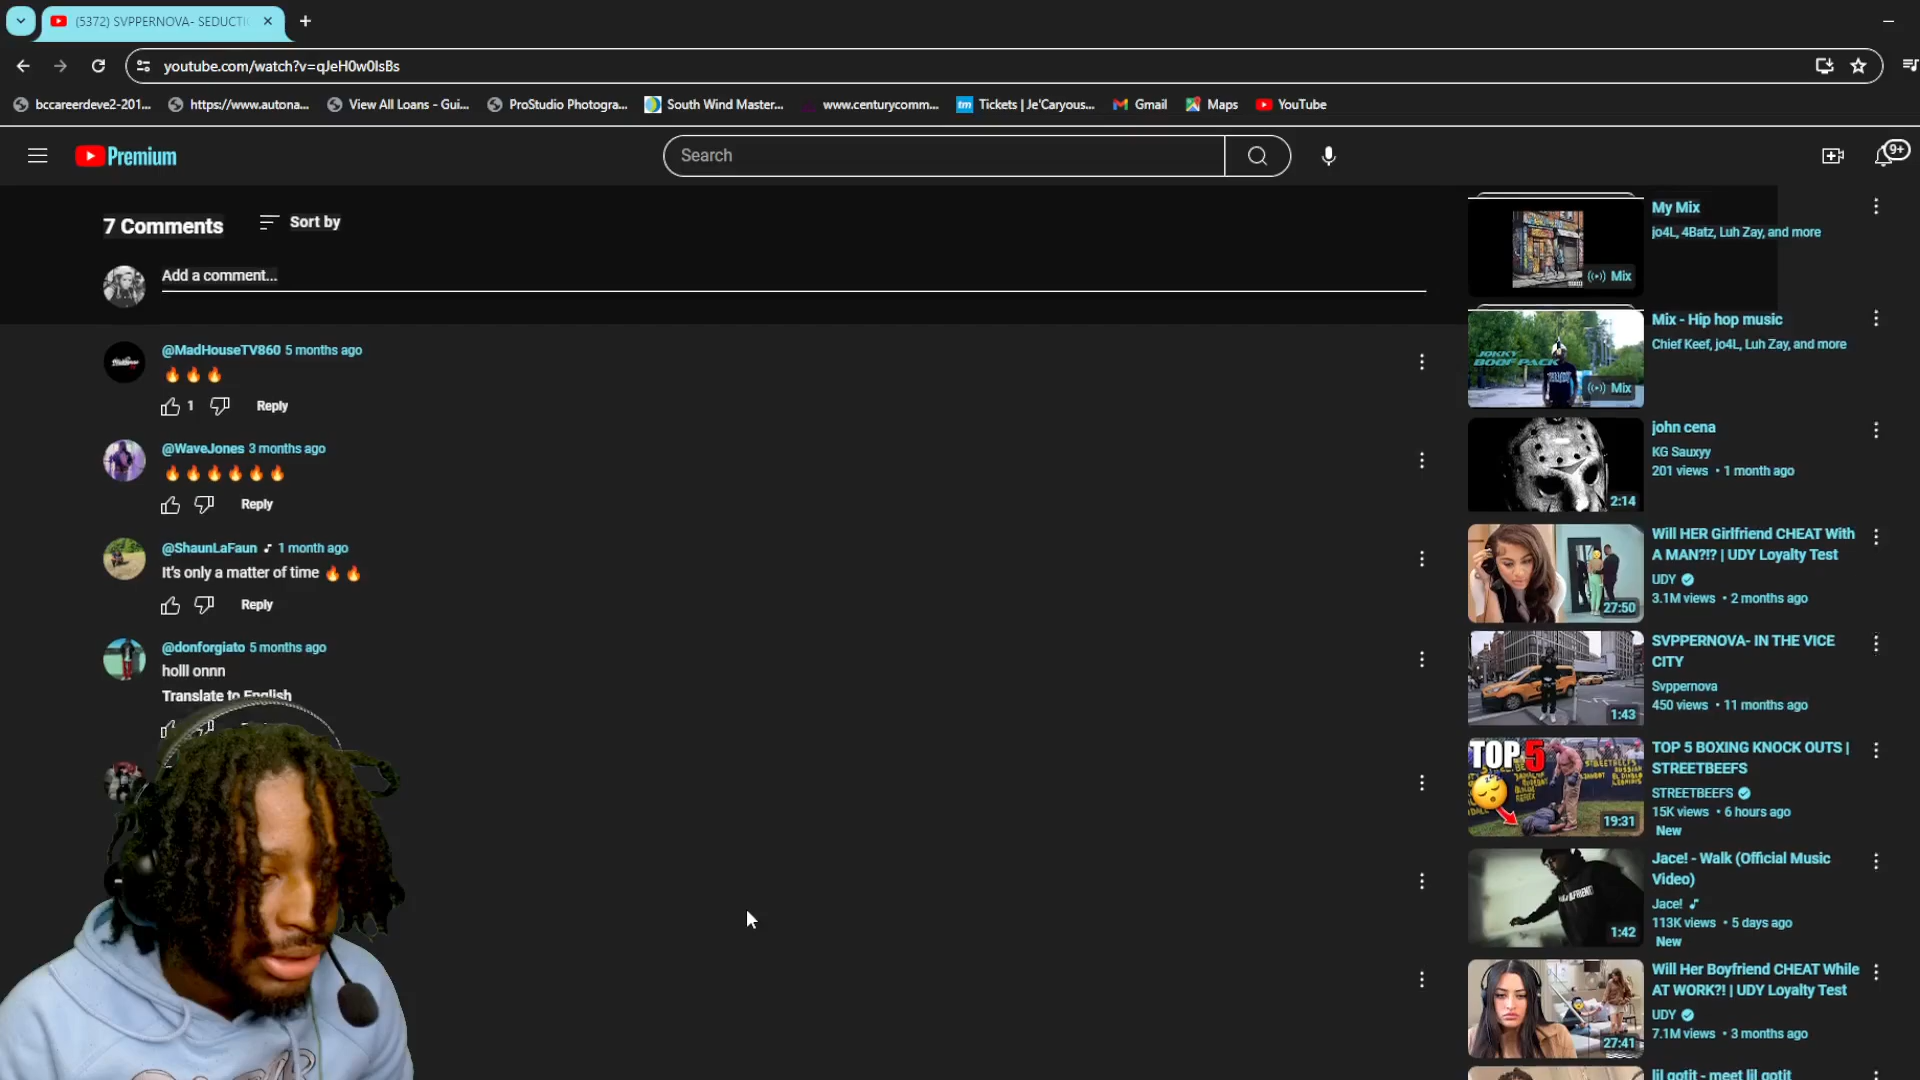 (5372) SVPPERNOVA- SEDUCTI
youtube.com/watch?v=qJeH0w0IsBs
bccareerdeve2-201...
https://www.autona...
View All Loans - Gui...
ProStudio Photogra...
South Wind Master...
www.centurycomm...
tm Tickets | Je'Caryous...
Gmail
Maps
YouTube
Premium
Search
9+
7 Comments
Sort by
Add a comment...
@MadHouseTV860 5 months ago
🔥 🔥 🔥
1
Reply
@WaveJones 3 months ago
🔥 🔥 🔥 🔥 🔥 🔥
Reply
@ShaunLaFaun 1 month ago
It's only a matter of time 🔥 🔥
Reply
@donforgiato 5 months ago
holll onnn
Translate to English
My Mix
jo4L, 4Batz, Luh Zay, and more
Mix
Mix - Hip hop music
Chief Keef, jo4L, Luh Zay, and more
JOKKY
BOOF PACK
Mix
john cena
KG Sauxyy
201 views • 1 month ago
2:14
Will HER Girlfriend CHEAT With
A MAN?!? | UDY Loyalty Test
UDY
3.1M views • 2 months ago
27:50
SVPPERNOVA- IN THE VICE
CITY
Svppernova
450 views • 11 months ago
1:43
TOP 5
TOP 5 BOXING KNOCK OUTS |
STREETBEEFS
STREETBEEFS
15K views • 6 hours ago
New
19:31
Jace! - Walk (Official Music
Video)
Jace!
113K views • 5 days ago
New
1:42
Will Her Boyfriend CHEAT While
AT WORK?! | UDY Loyalty Test
UDY
7.1M views • 3 months ago
27:41
lil gotit - meet lil gotit